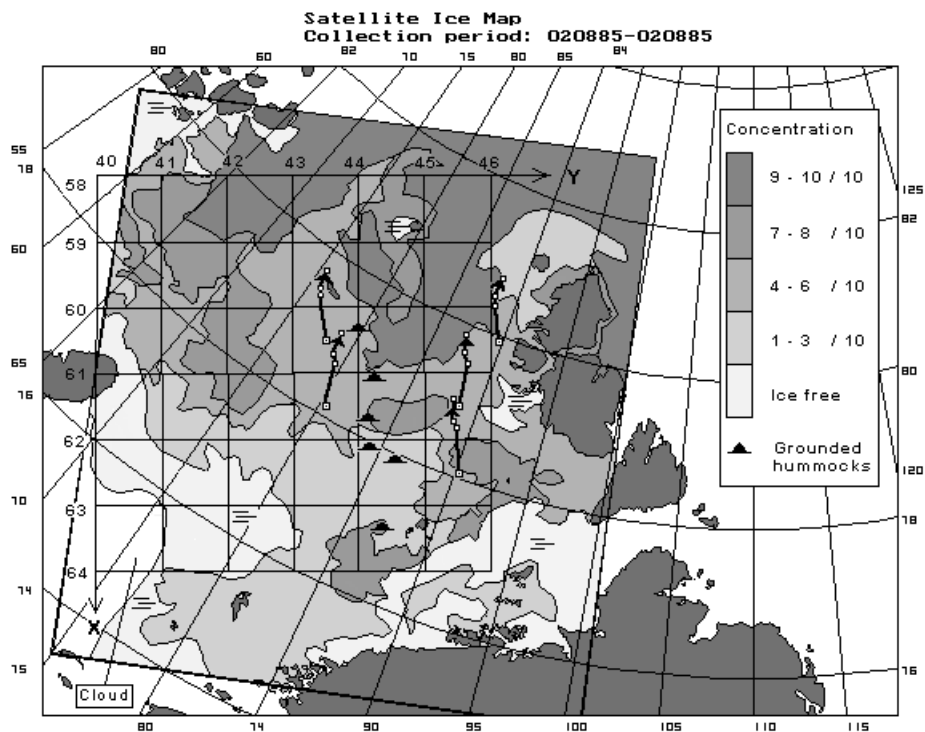 Satellite Ice Map
Collection period: 020885-020885
80 60 82 70 75 80 85 84
55
18
60
65
16
70
14
75
125
82
80
120
78
76
40 41 42 43 44 45 46
Y
58
59
60
61
62
63
64
X
Concentration
9 - 10 / 10
7 - 8 / 10
4 - 6 / 10
1 - 3 / 10
Ice free
Grounded
hummocks
Cloud
80 74 90 95 100 105 110 115